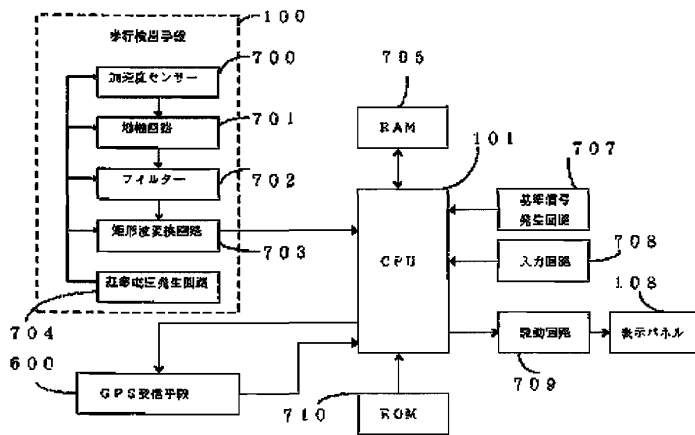 100
歩行検出手段
700
加速度センサー
705
701
増幅回路
RAM
101
707
フィルター
702
基準信号
発生回路
矩形波変換回路
703
CPU
708
入力回路
基準電圧発生回路
108
704
駆動回路
表示パネル
600
709
GPS受信手段
710
ROM